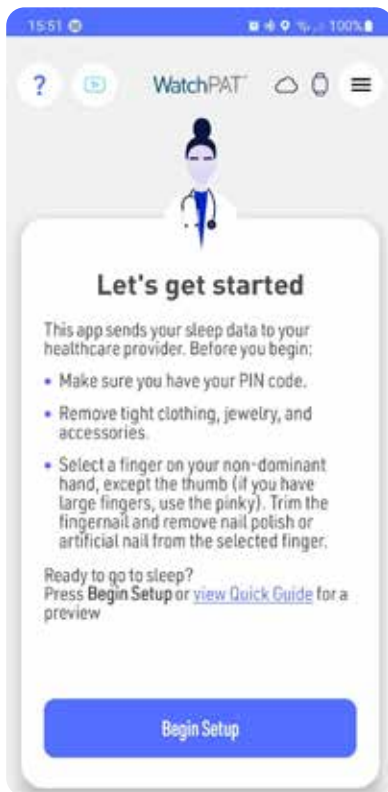 15:51
100%
?
WatchPAT™
Let's get started
This app sends your sleep data to your
healthcare provider. Before you begin:
• Make sure you have your PIN code.
• Remove tight clothing, jewelry, and
accessories.
• Select a finger on your non-dominant
hand, except the thumb (if you have
large fingers, use the pinky). Trim the
fingernail and remove nail polish or
artificial nail from the selected finger.
Ready to go to sleep?
Press Begin Setup or view Quick Guide for a
preview
Begin Setup